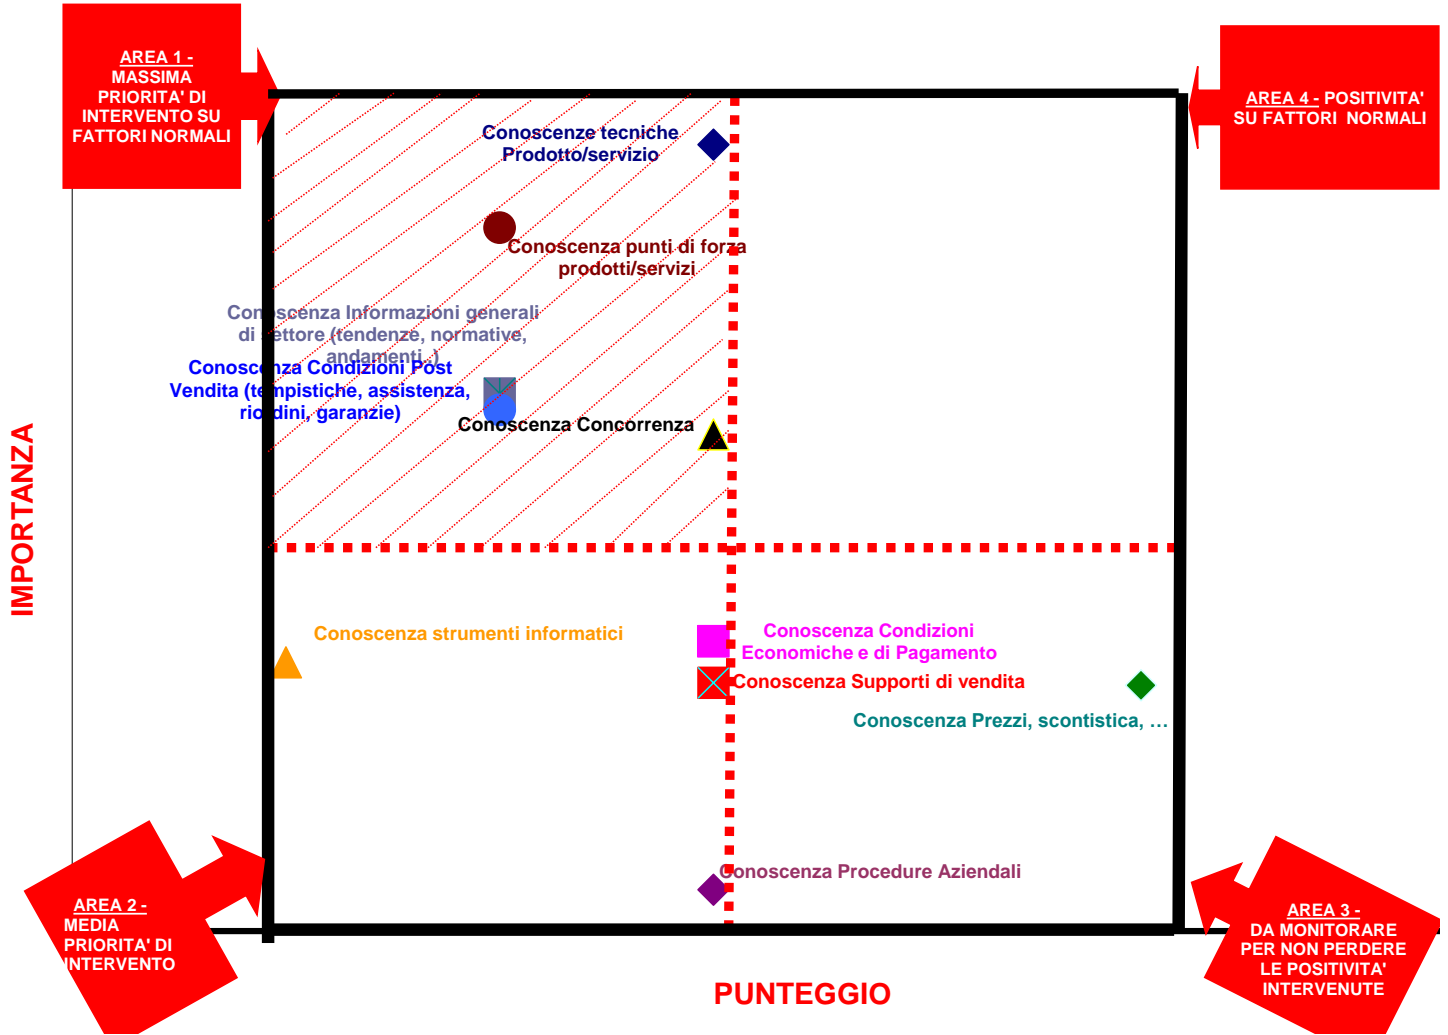 AREA 1 -
MASSIMA
PRIORITA' DI
INTERVENTO SU
FATTORI NORMALI
AREA 4 - POSITIVITA'
SU FATTORI NORMALI
Conoscenze tecniche
Prodotto/servizio
Conoscenza punti di forza
prodotti/servizi
Conoscenza Informazioni generali
di settore (tendenze, normative,
andamenti..)
Conoscenza Condizioni Post
Vendita (tempistiche, assistenza,
riordini, garanzie)
Conoscenza Concorrenza
IMPORTANZA
Conoscenza strumenti informatici
Conoscenza Condizioni
Economiche e di Pagamento
Conoscenza Supporti di vendita
Conoscenza Prezzi, scontistica, …
Conoscenza Procedure Aziendali
AREA 2 -
MEDIA
PRIORITA' DI
INTERVENTO
AREA 3 -
DA MONITORARE
PER NON PERDERE
LE POSITIVITA'
INTERVENUTE
PUNTEGGIO